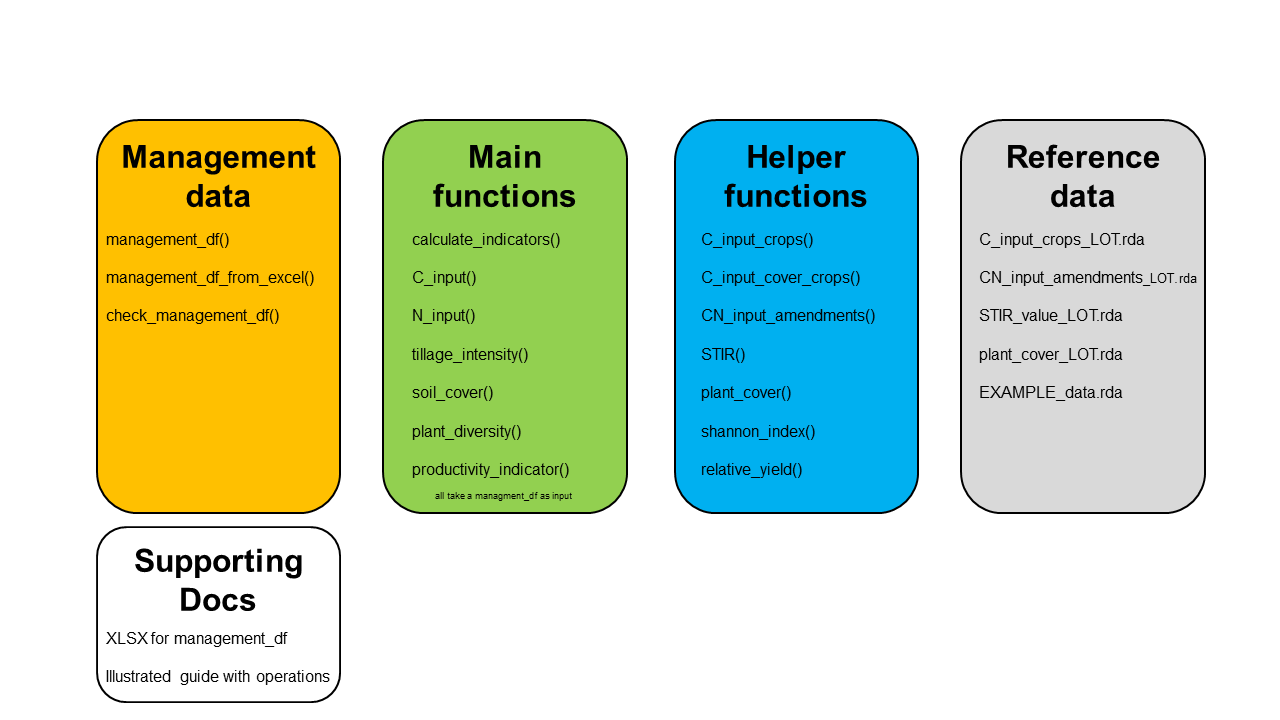 Management
data
management_df()
management_df_from_excel()
check_management_df()
Main
functions
calculate_indicators()
C_input()
N_input()
tillage_intensity()
soil_cover()
plant_diversity()
productivity_indicator()
all take a managment_df as input
Helper
functions
C_input_crops()
C_input_cover_crops()
CN_input_amendments()
STIR()
plant_cover()
shannon_index()
relative_yield()
Reference
data
C_input_crops_LOT.rda
CN_input_amendments_LOT.rda
STIR_value_LOT.rda
plant_cover_LOT.rda
EXAMPLE_data.rda
Supporting
Docs
XLSX for management_df
Illustrated guide with operations